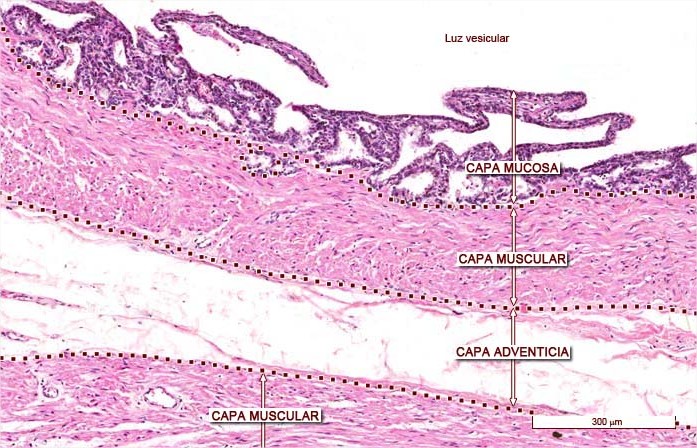 Luz vesicular
CAPA MUCOSA
CAPA MUSCULAR
CAPA ADVENTICIA
CAPA MUSCULAR
300 µm